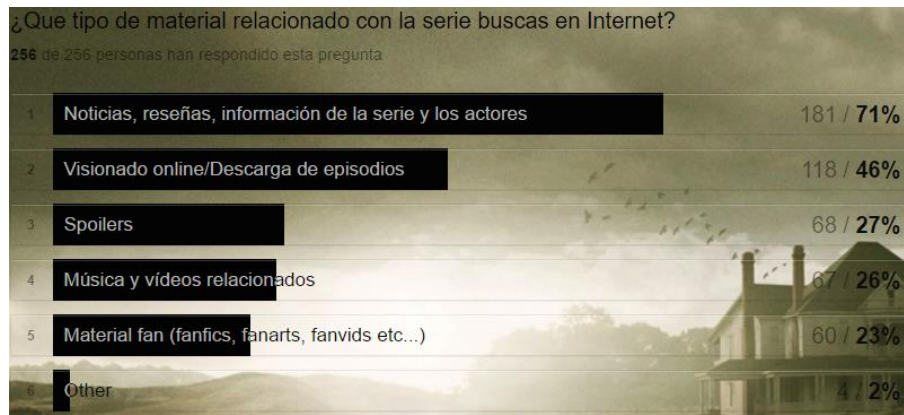 ¿Que tipo de material relacionado con la serie buscas en Internet?
256 de 256 personas han respondido esta pregunta
1 Noticias, reseñas, información de la serie y los actores 181 / 71%
2 Visionado online/Descarga de episodios 118 / 46%
3 Spoilers 68 / 27%
4 Música y vídeos relacionados 67 / 26%
5 Material fan (fanfics, fanarts, fanvids etc...) 60 / 23%
6 Other 4 / 2%